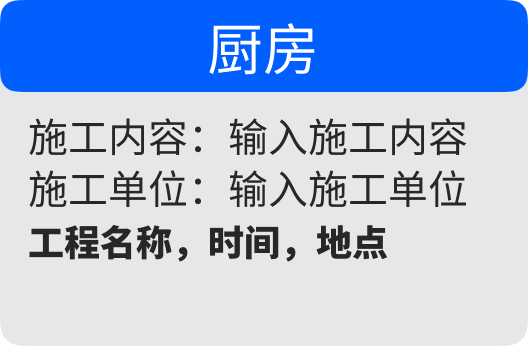 厨房
施工内容：输入施工内容
施工单位：输入施工单位
工程名称，时间，地点